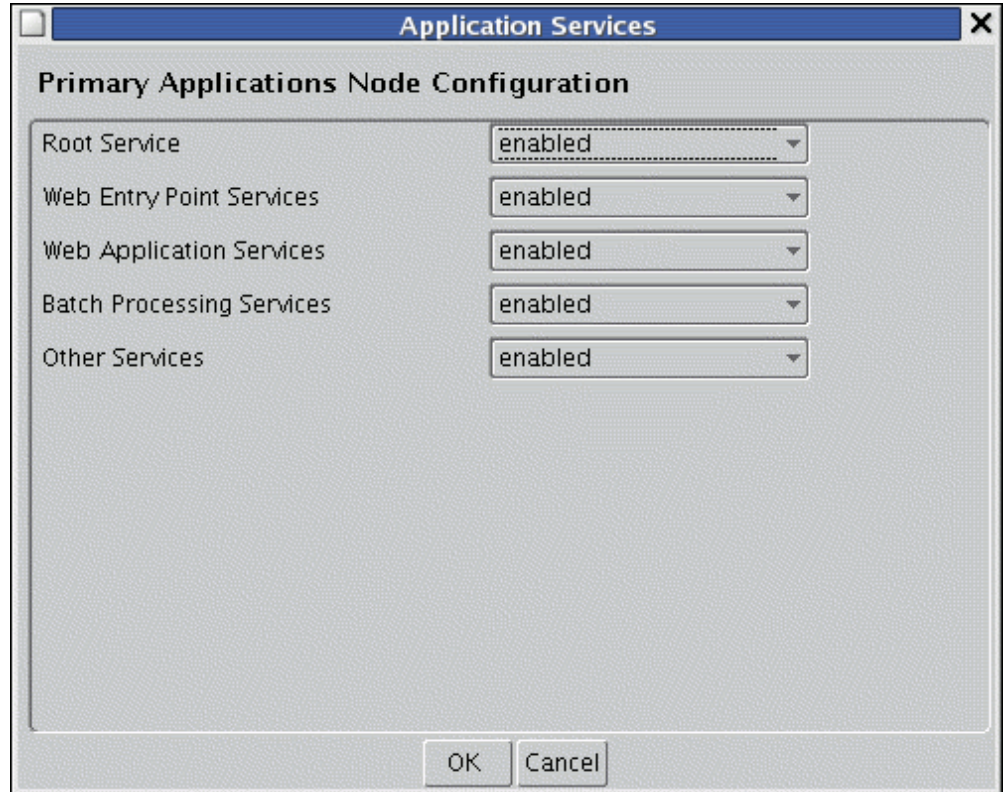 Application Services
Primary Applications Node Configuration
Root Service enabled
Web Entry Point Services enabled
Web Application Services enabled
Batch Processing Services enabled
Other Services enabled
OK Cancel